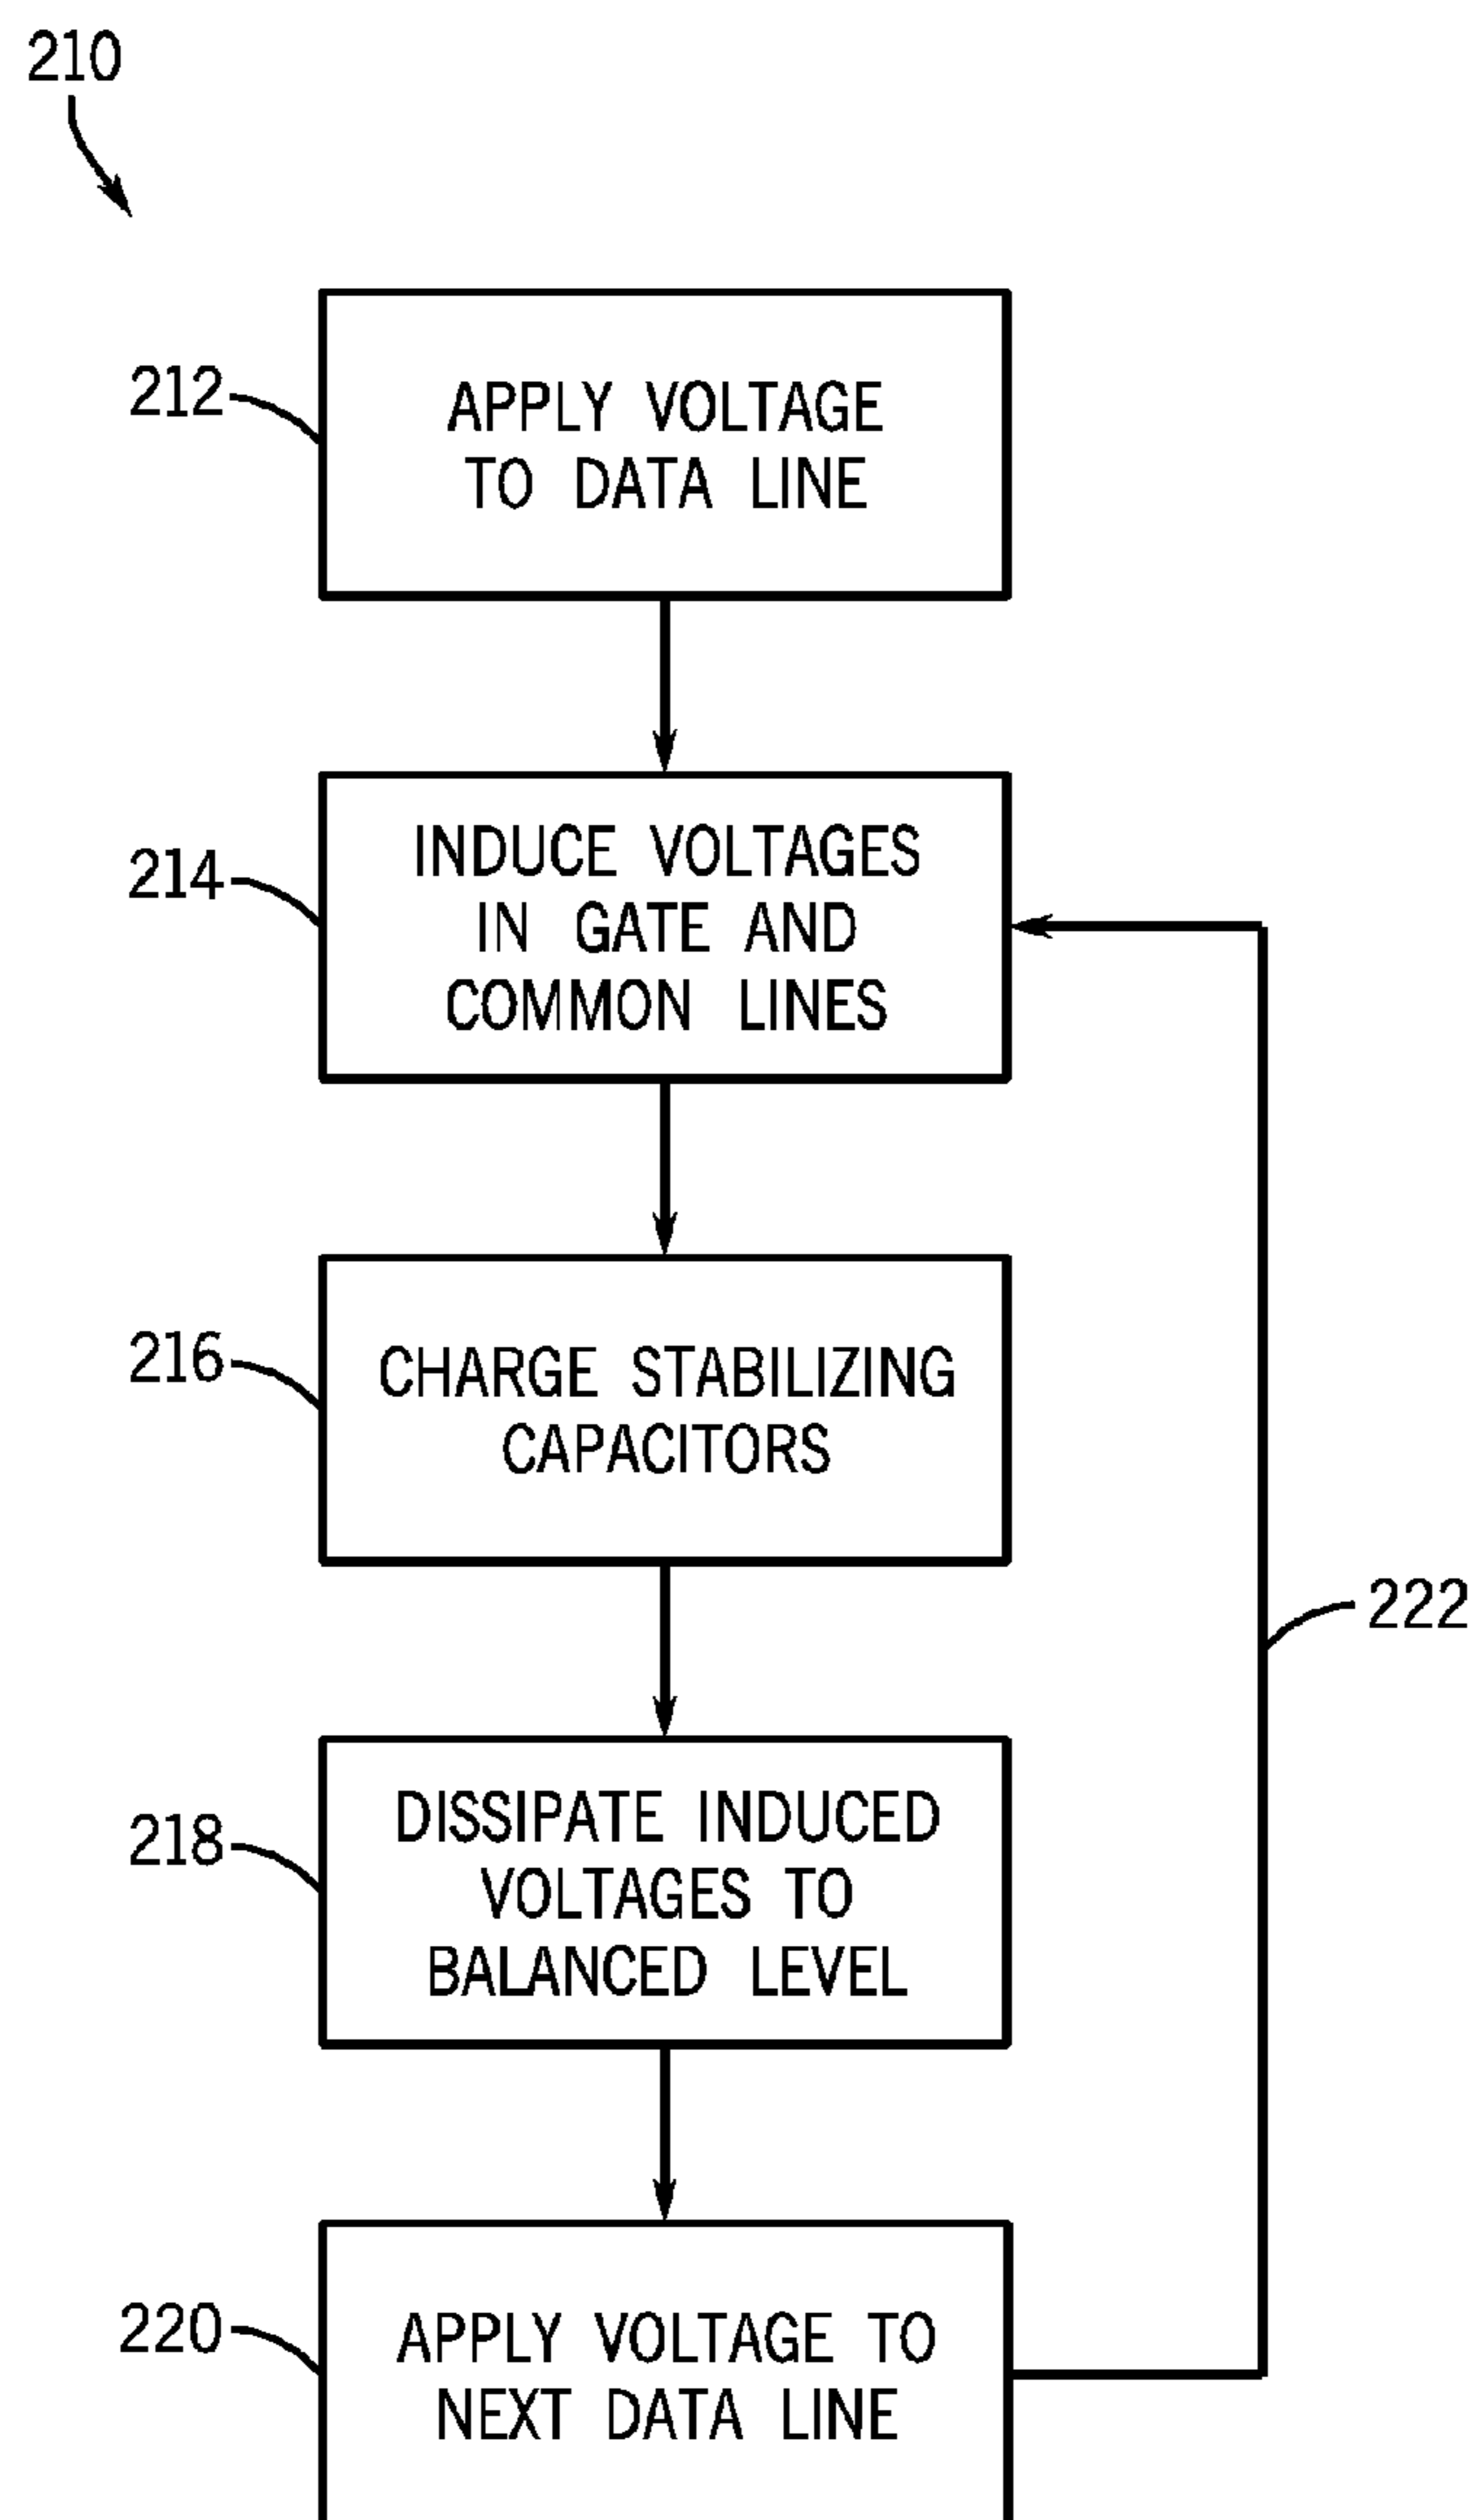 210
212
APPLY VOLTAGE
TO DATA LINE
214
INDUCE VOLTAGES
IN GATE AND
COMMON LINES
216
CHARGE STABILIZING
CAPACITORS
222
218
DISSIPATE INDUCED
VOLTAGES TO
BALANCED LEVEL
220
APPLY VOLTAGE TO
NEXT DATA LINE